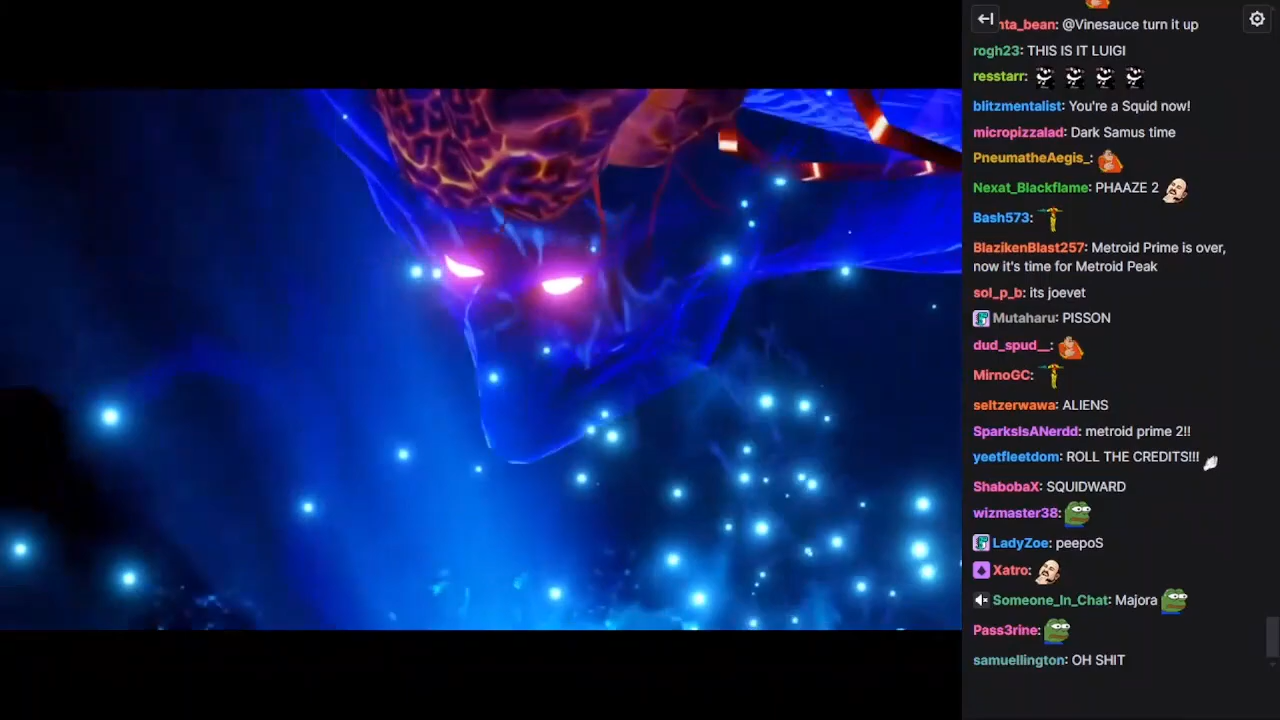 nta_bean: @Vinesauce turn it up
rogh23: THIS IS IT LUIGI
resstarr:
blitzmentalist: You're a Squid now!
micropizzalad: Dark Samus time
PneumatheAegis_:
Nexat_Blackflame: PHAAZE 2
Bash573:
BlazikenBlast257: Metroid Prime is over,
now it's time for Metroid Peak
sol_p_b: its joevet
Mutaharu: PISSON
dud_spud__:
MirnoGC:
seltzerwawa: ALIENS
SparksIsANerdd: metroid prime 2!!
yeetfleetdom: ROLL THE CREDITS!!!
ShabobaX: SQUIDWARD
wizmaster38:
LadyZoe: peepoS
Xatro:
Someone_In_Chat: Majora
Pass3rine:
samuellington: OH SHIT